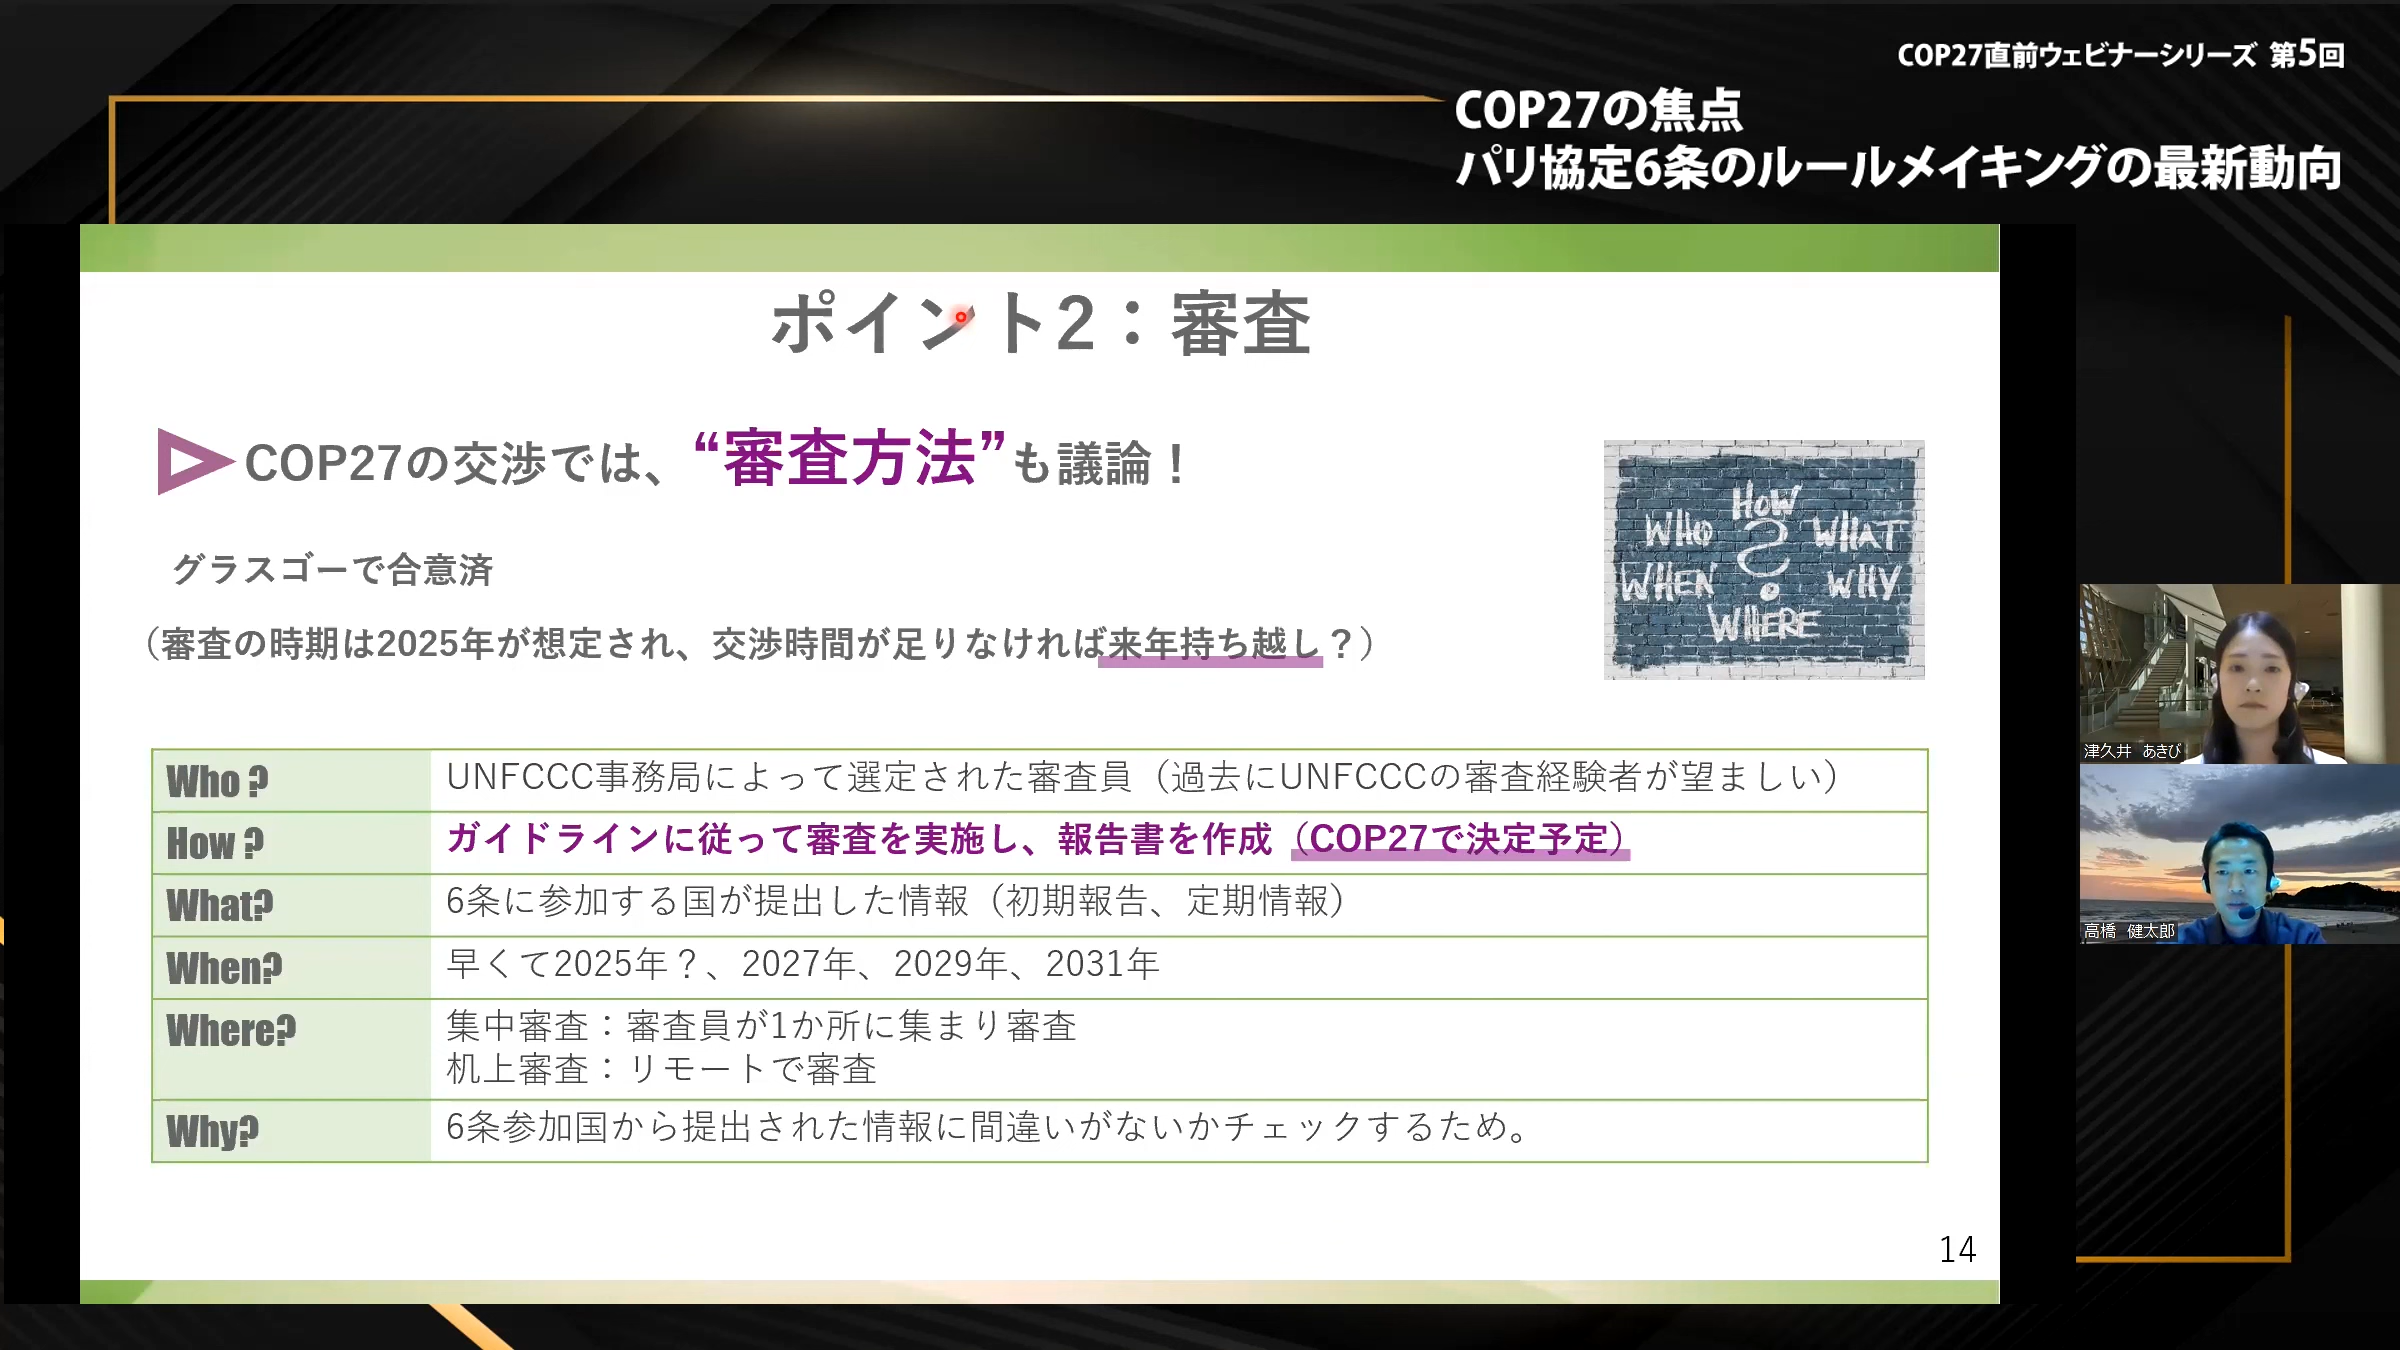 COP27直前ウェビナーシリーズ 第5回
COP27の焦点
パリ協定6条のルールメイキングの最新動向
ポイント2：審査
COP27の交渉では、“審査方法”も議論！
グラスゴーで合意済
（審査の時期は2025年が想定され、交渉時間が足りなければ来年持ち越し？）
HOW
WHO ? WHAT
WHEN WHY
WHERE
Who ? UNFCCC事務局によって選定された審査員（過去にUNFCCCの審査経験者が望ましい）
How ? ガイドラインに従って審査を実施し、報告書を作成（COP27で決定予定）
What? 6条に参加する国が提出した情報（初期報告、定期情報）
When? 早くて2025年？、2027年、2029年、2031年
Where? 集中審査：審査員が1か所に集まり審査
机上審査：リモートで審査
Why? 6条参加国から提出された情報に間違いがないかチェックするため。
14
津久井 あきび
高橋 健太郎